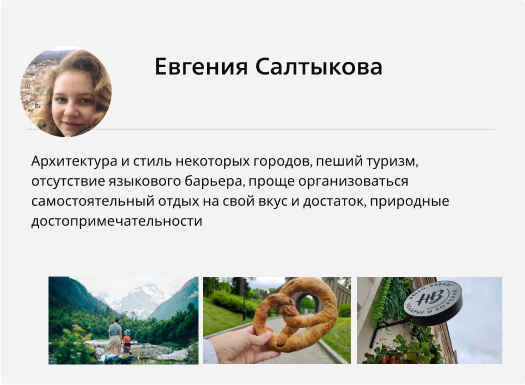 Евгения Салтыкова
Архитектура и стиль некоторых городов, пеший туризм,
отсутствие языкового барьера, проще организоваться
самостоятельный отдых на свой вкус и достаток, природные
достопримечательности
НВ